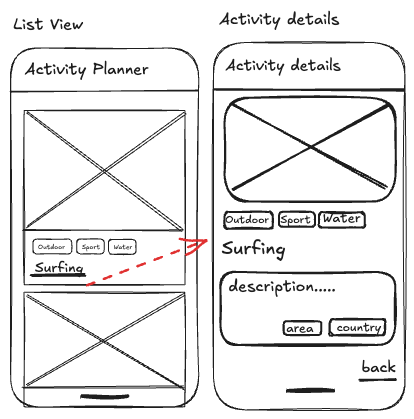 List View
Activity Planner
Outdoor Sport Water
Surfing
Activity details
Activity details
Outdoor Sport Water
Surfing
description.....
area country
back